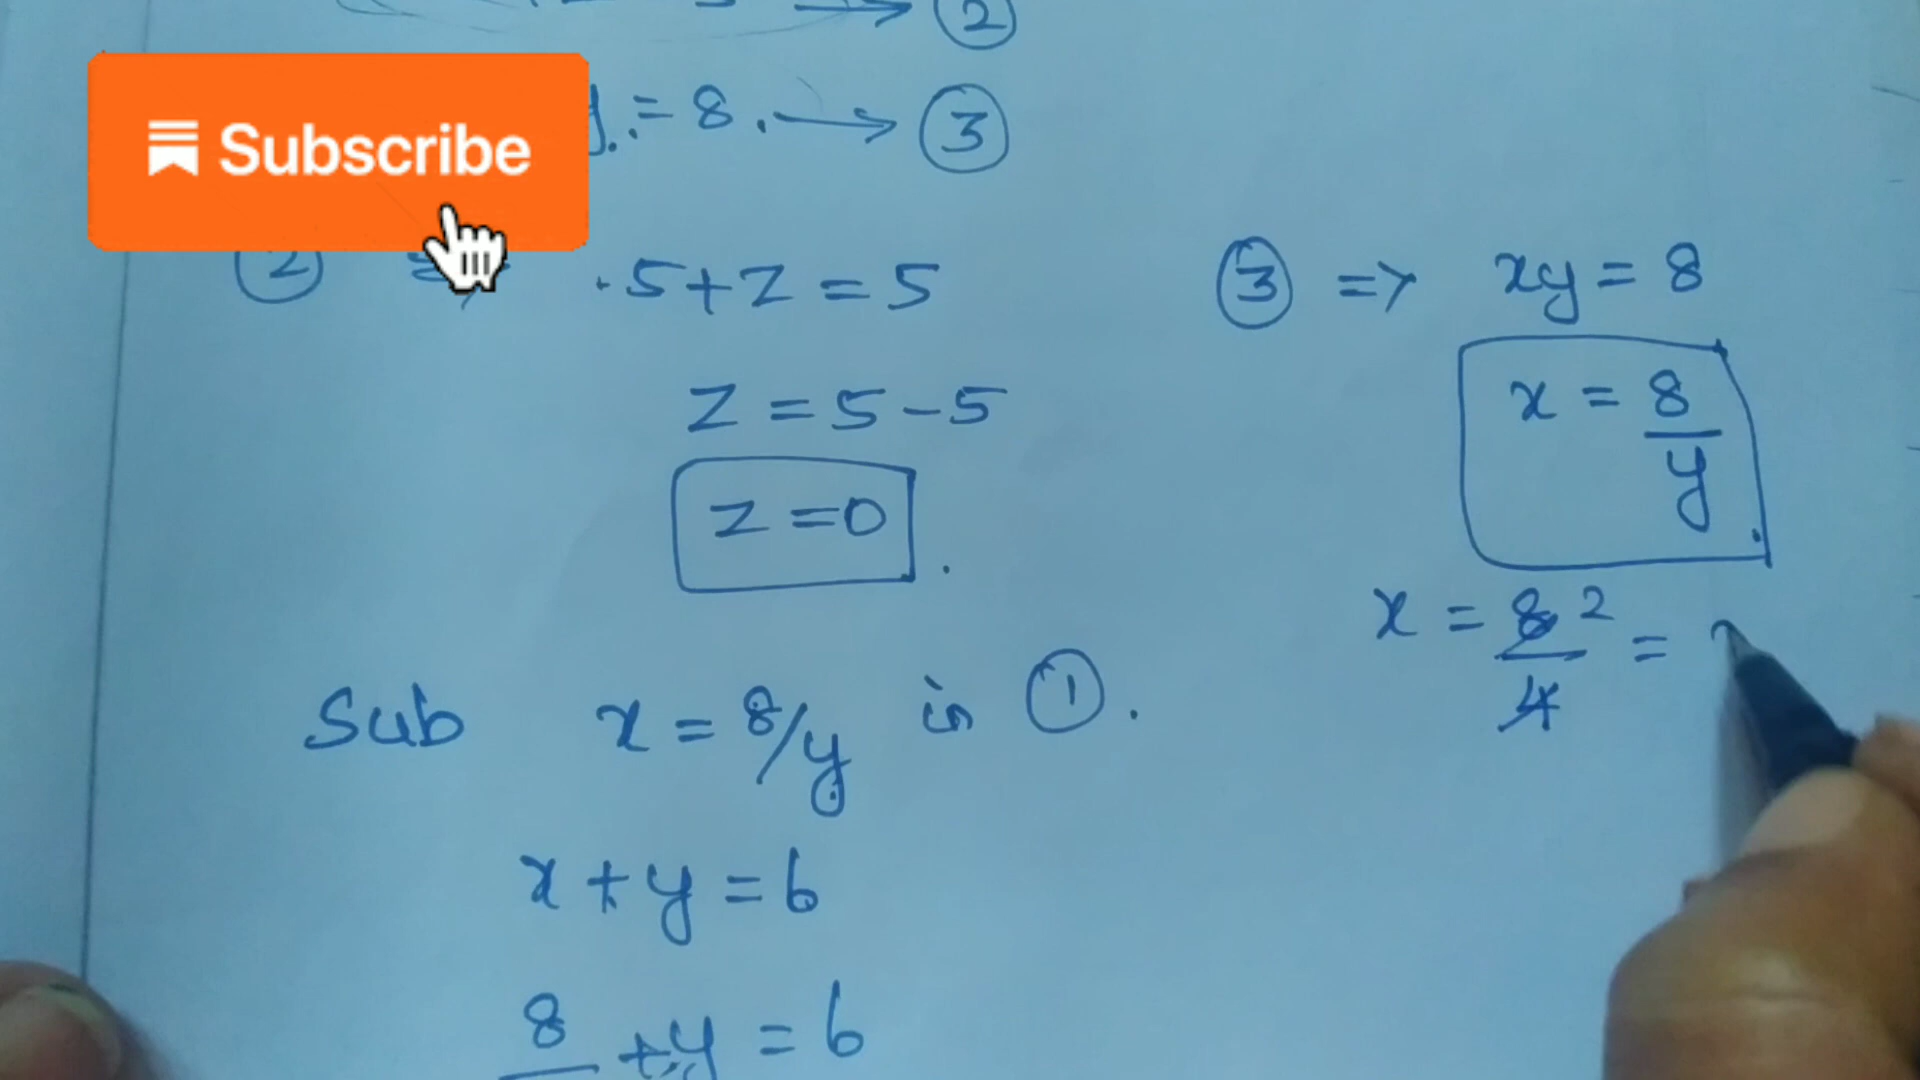 → ②
Subscribe
y. = 8. → ③
② ⇒ 5+z = 5
z = 5-5
z = 0
Sub x = 8/y in ①.
x + y = 6
8 + y = 6
③ => xy = 8
x = 8/y
x = 8/4 2 =